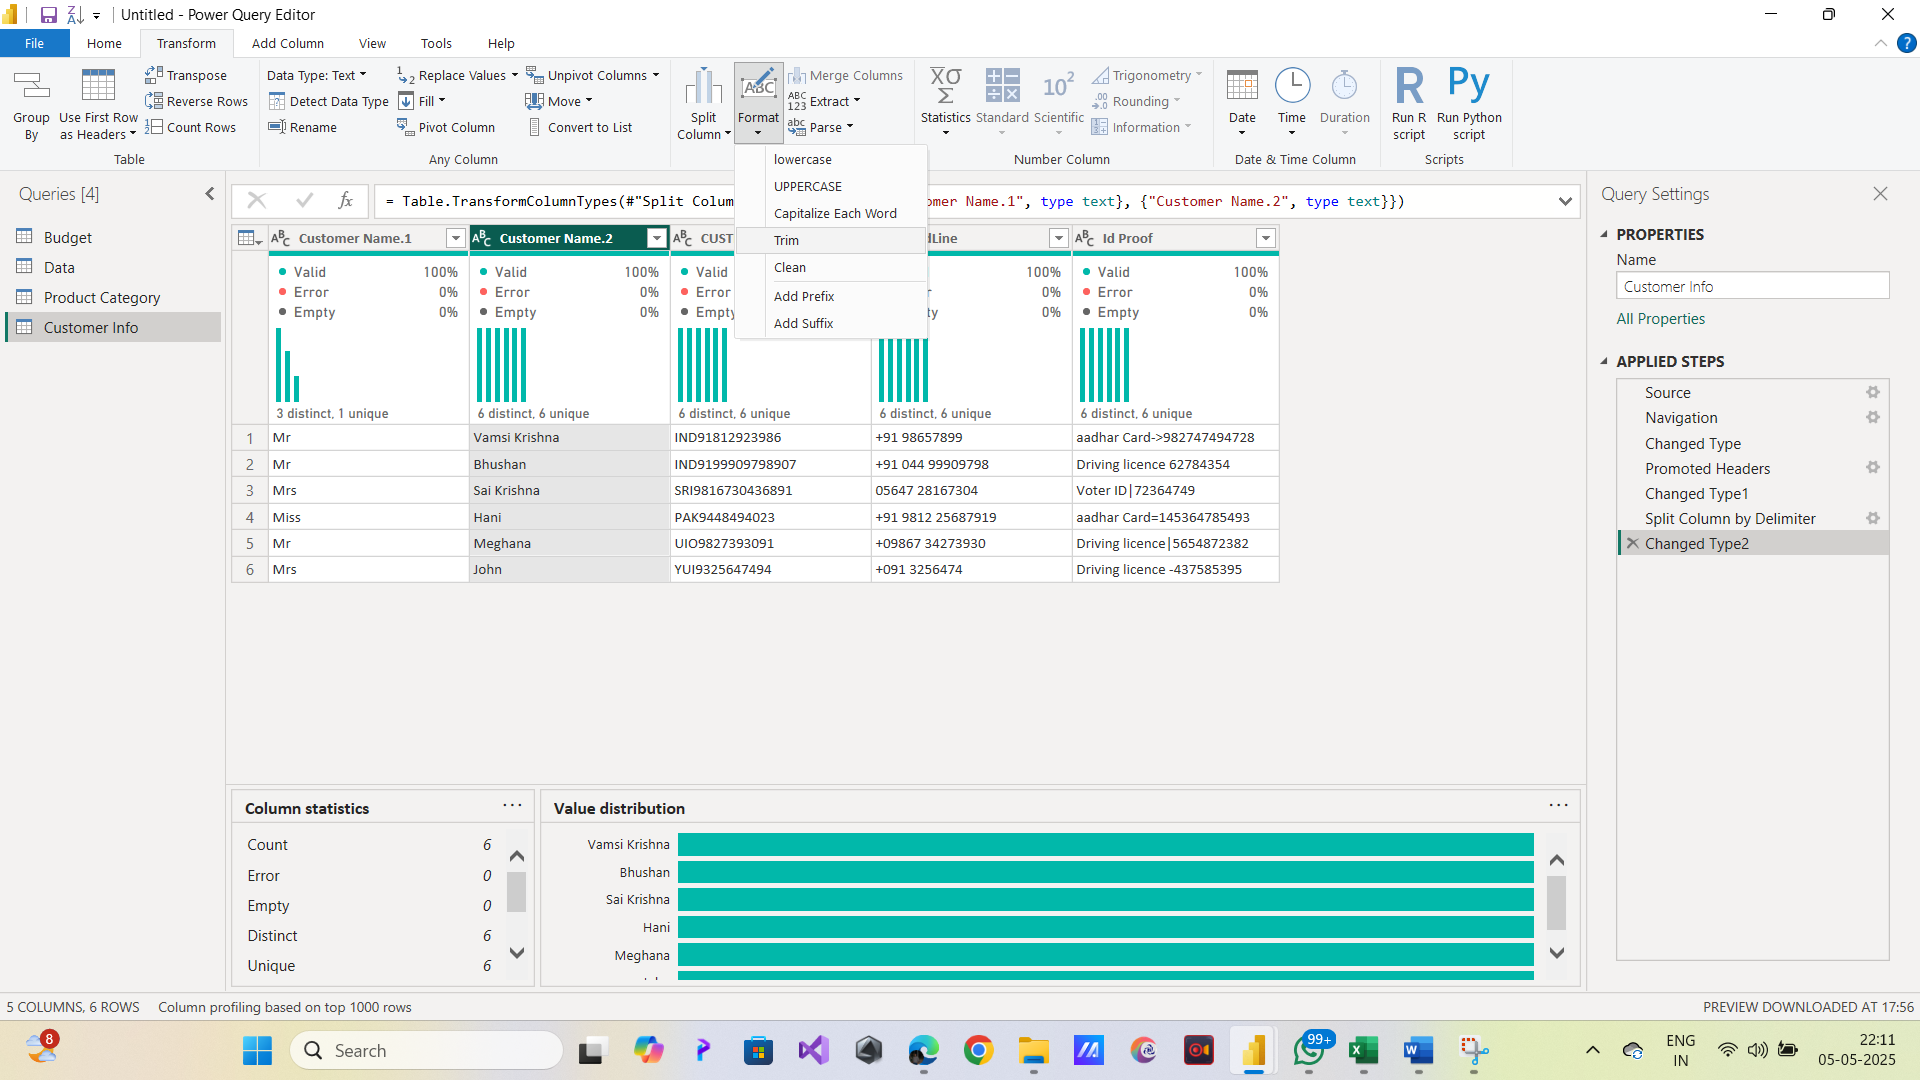 Untitled - Power Query Editor
File Home Transform Add Column View Tools Help
Group By
Use First Row as Headers
Transpose
Reverse Rows
Count Rows
Table
Data Type: Text
Detect Data Type
Rename
Replace Values
Fill
Pivot Column
Unpivot Columns
Move
Convert to List
Any Column
Split Column
Format
Merge Columns
Extract
Parse
Statistics
Standard
Scientific
Trigonometry
Rounding
Information
Number Column
Date
Time
Duration
Date & Time Column
Run R script
Run Python script
Scripts
lowercase
UPPERCASE
Capitalize Each Word
Trim
Clean
Add Prefix
Add Suffix
Queries [4]
Budget
Data
Product Category
Customer Info
= Table.TransformColumnTypes(#"Split Colum omer Name.1", type text}, {"Customer Name.2", type text}})
Customer Name.1 Customer Name.2 CUST dLine Id Proof
Valid 100% Valid 100% Valid 100% Valid 100%
Error 0% Error 0% Error r 0% Error 0%
Empty 0% Empty 0% Empty ty 0% Empty 0%
3 distinct, 1 unique 6 distinct, 6 unique 6 distinct, 6 unique 6 distinct, 6 unique 6 distinct, 6 unique
1 Mr Vamsi Krishna IND91812923986 +91 98657899 aadhar Card->982747494728
2 Mr Bhushan IND9199909798907 +91 044 99909798 Driving licence 62784354
3 Mrs Sai Krishna SRI9816730436891 05647 28167304 Voter ID|72364749
4 Miss Hani PAK9448494023 +91 9812 25687919 aadhar Card=145364785493
5 Mr Meghana UIO9827393091 +09867 34273930 Driving licence|5654872382
6 Mrs John YUI9325647494 +091 3256474 Driving licence -437585395
Query Settings
PROPERTIES
Name
Customer Info
All Properties
APPLIED STEPS
Source
Navigation
Changed Type
Promoted Headers
Changed Type1
Split Column by Delimiter
Changed Type2
Column statistics
Count 6
Error 0
Empty 0
Distinct 6
Unique 6
Value distribution
Vamsi Krishna
Bhushan
Sai Krishna
Hani
Meghana
5 COLUMNS, 6 ROWS Column profiling based on top 1000 rows
PREVIEW DOWNLOADED AT 17:56
8
Search
99+
ENG
IN
22:11
05-05-2025